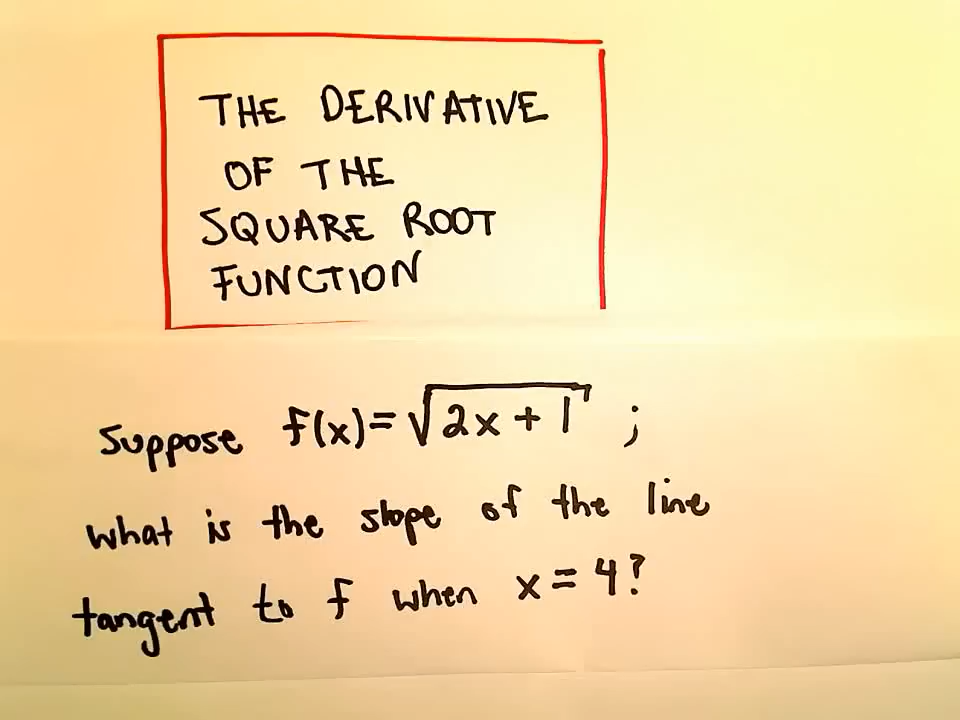 THE DERIVATIVE
OF THE
SQUARE ROOT
FUNCTION
Suppose f(x)=√2x+1 ;
what is the slope of the line
tangent to f when x = 4?